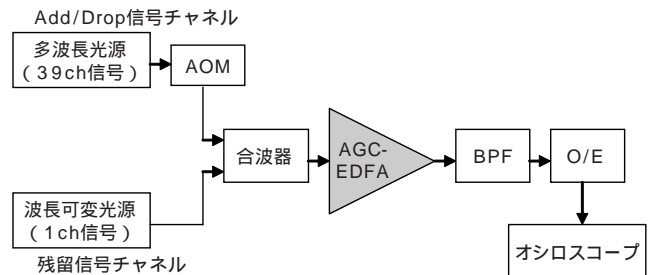 Add/Drop信号チャネル
多波長光源
（39ch信号）
AOM
合波器
AGC-
EDFA
BPF
O/E
波長可変光源
（1ch信号）
残留信号チャネル
オシロスコープ